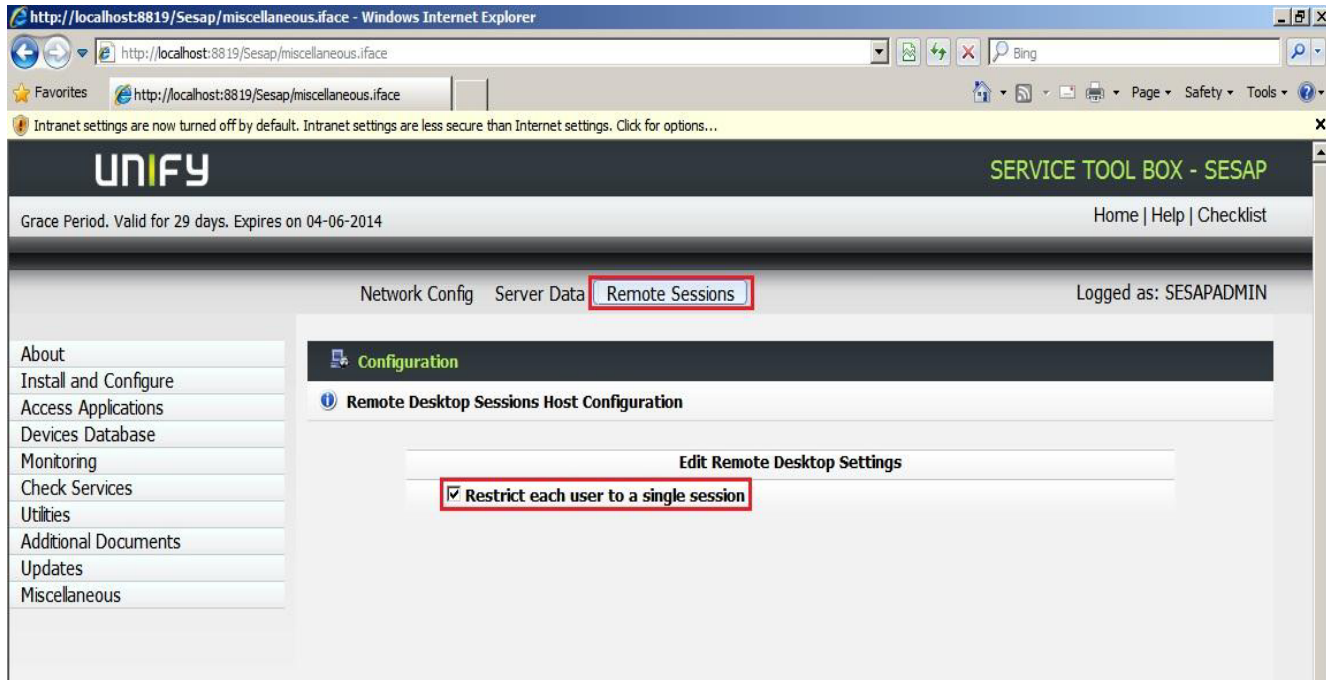 http://localhost:8819/Sesap/miscellaneous.iface - Windows Internet Explorer
http://localhost:8819/Sesap/miscellaneous.iface
Bing
Favorites
http://localhost:8819/Sesap/miscellaneous.iface
Page
Safety
Tools
Intranet settings are now turned off by default. Intranet settings are less secure than Internet settings. Click for options...
UNIFY
SERVICE TOOL BOX - SESAP
Grace Period. Valid for 29 days. Expires on 04-06-2014
Home | Help | Checklist
Network Config
Server Data
Remote Sessions
Logged as: SESAPADMIN
About
Install and Configure
Access Applications
Devices Database
Monitoring
Check Services
Utilities
Additional Documents
Updates
Miscellaneous
Configuration
Remote Desktop Sessions Host Configuration
Edit Remote Desktop Settings
Restrict each user to a single session